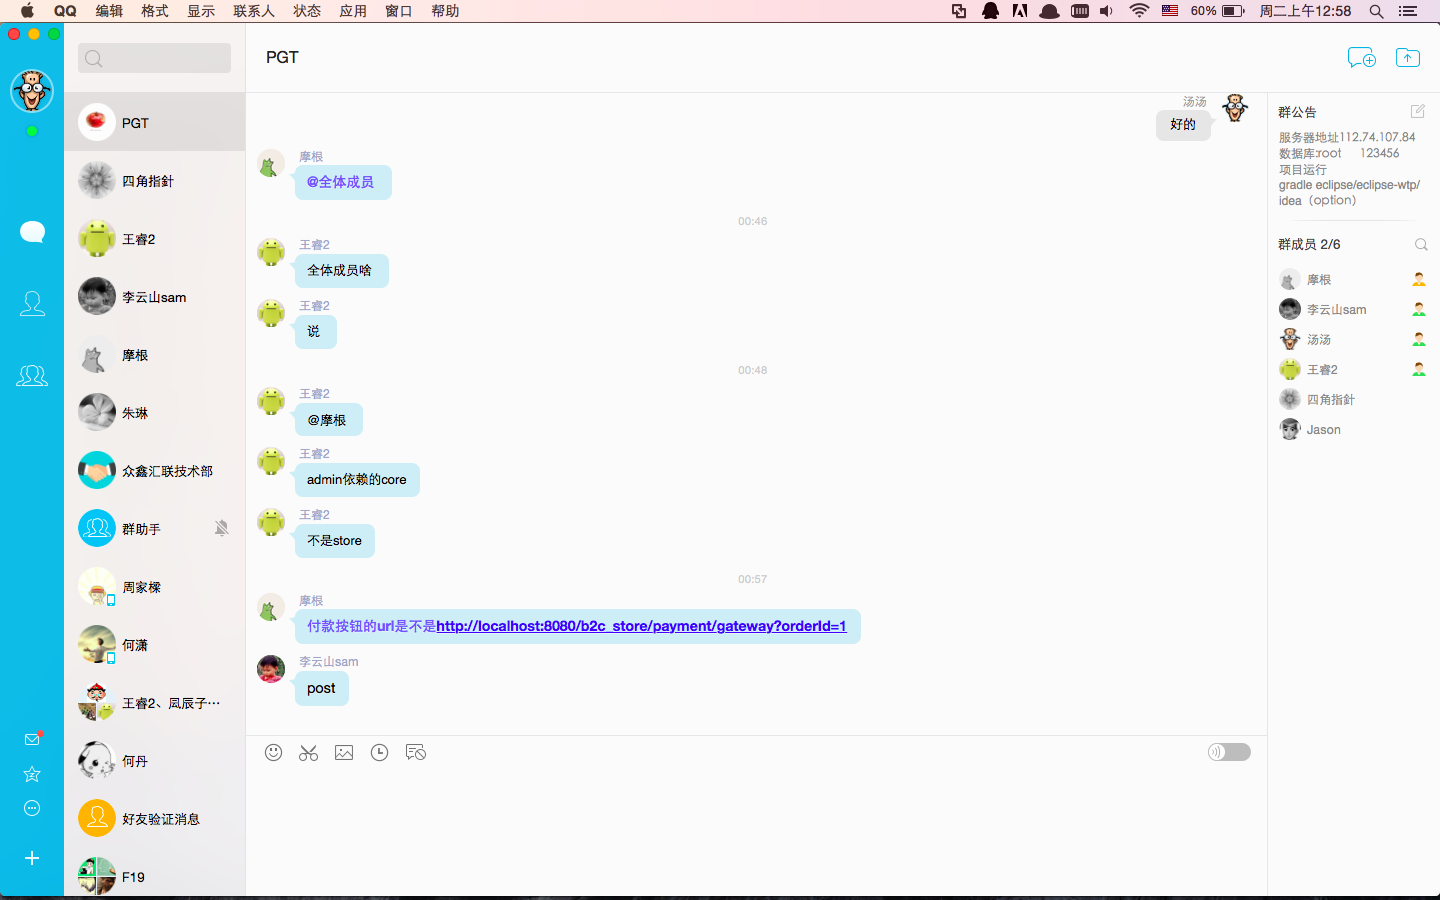 QQ 编辑 格式 显示 联系人 状态 应用 窗口 帮助 60% 周二上午12:58
PGT
四角指針
王睿2
李云山sam
摩根
朱琳
众鑫汇联技术部
群助手
周家樑
何潇
王睿2、凤辰子…
何丹
好友验证消息
F19
PGT
汤汤
好的
摩根
@全体成员
00:46
王睿2
全体成员啥
王睿2
说
00:48
王睿2
@摩根
王睿2
admin依赖的core
王睿2
不是store
00:57
摩根
付款按钮的url是不是http://localhost:8080/b2c_store/payment/gateway?orderId=1
李云山sam
post
群公告
服务器地址112.74.107.84
数据库:root 123456
项目运行
gradle eclipse/eclipse-wtp/
idea（option）
群成员 2/6
摩根
李云山sam
汤汤
王睿2
四角指針
Jason